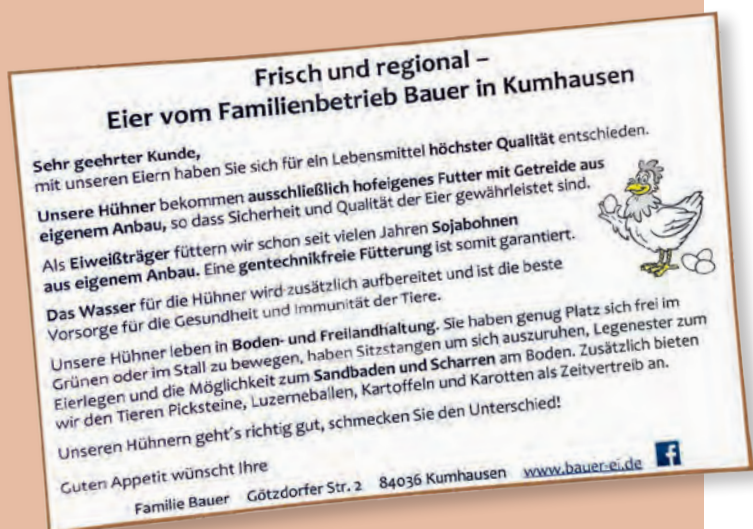 Frisch und regional –
Eier vom Familienbetrieb Bauer in Kumhausen
Sehr geehrter Kunde,
mit unseren Eiern haben Sie sich für ein Lebensmittel höchster Qualität entschieden.
Unsere Hühner bekommen ausschließlich hofeigenes Futter mit Getreide aus
eigenem Anbau, so dass Sicherheit und Qualität der Eier gewährleistet sind.
Als Eiweißträger füttern wir schon seit vielen Jahren Sojabohnen
aus eigenem Anbau. Eine gentechnikfreie Fütterung ist somit garantiert.
Das Wasser für die Hühner wird zusätzlich aufbereitet und ist die beste
Vorsorge für die Gesundheit und Immunität der Tiere.
Unsere Hühner leben in Boden- und Freilandhaltung. Sie haben genug Platz sich frei im
Grünen oder im Stall zu bewegen, haben Sitzstangen um sich auszuruhen, Legenester zum
Eierlegen und die Möglichkeit zum Sandbaden und Scharren am Boden. Zusätzlich bieten
wir den Tieren Picksteine, Luzerneballen, Kartoffeln und Karotten als Zeitvertreib an.
Unseren Hühnern geht´s richtig gut, schmecken Sie den Unterschied!
Guten Appetit wünscht Ihre
Familie Bauer Götzdorfer Str. 2 84036 Kumhausen www.bauer-ei.de f